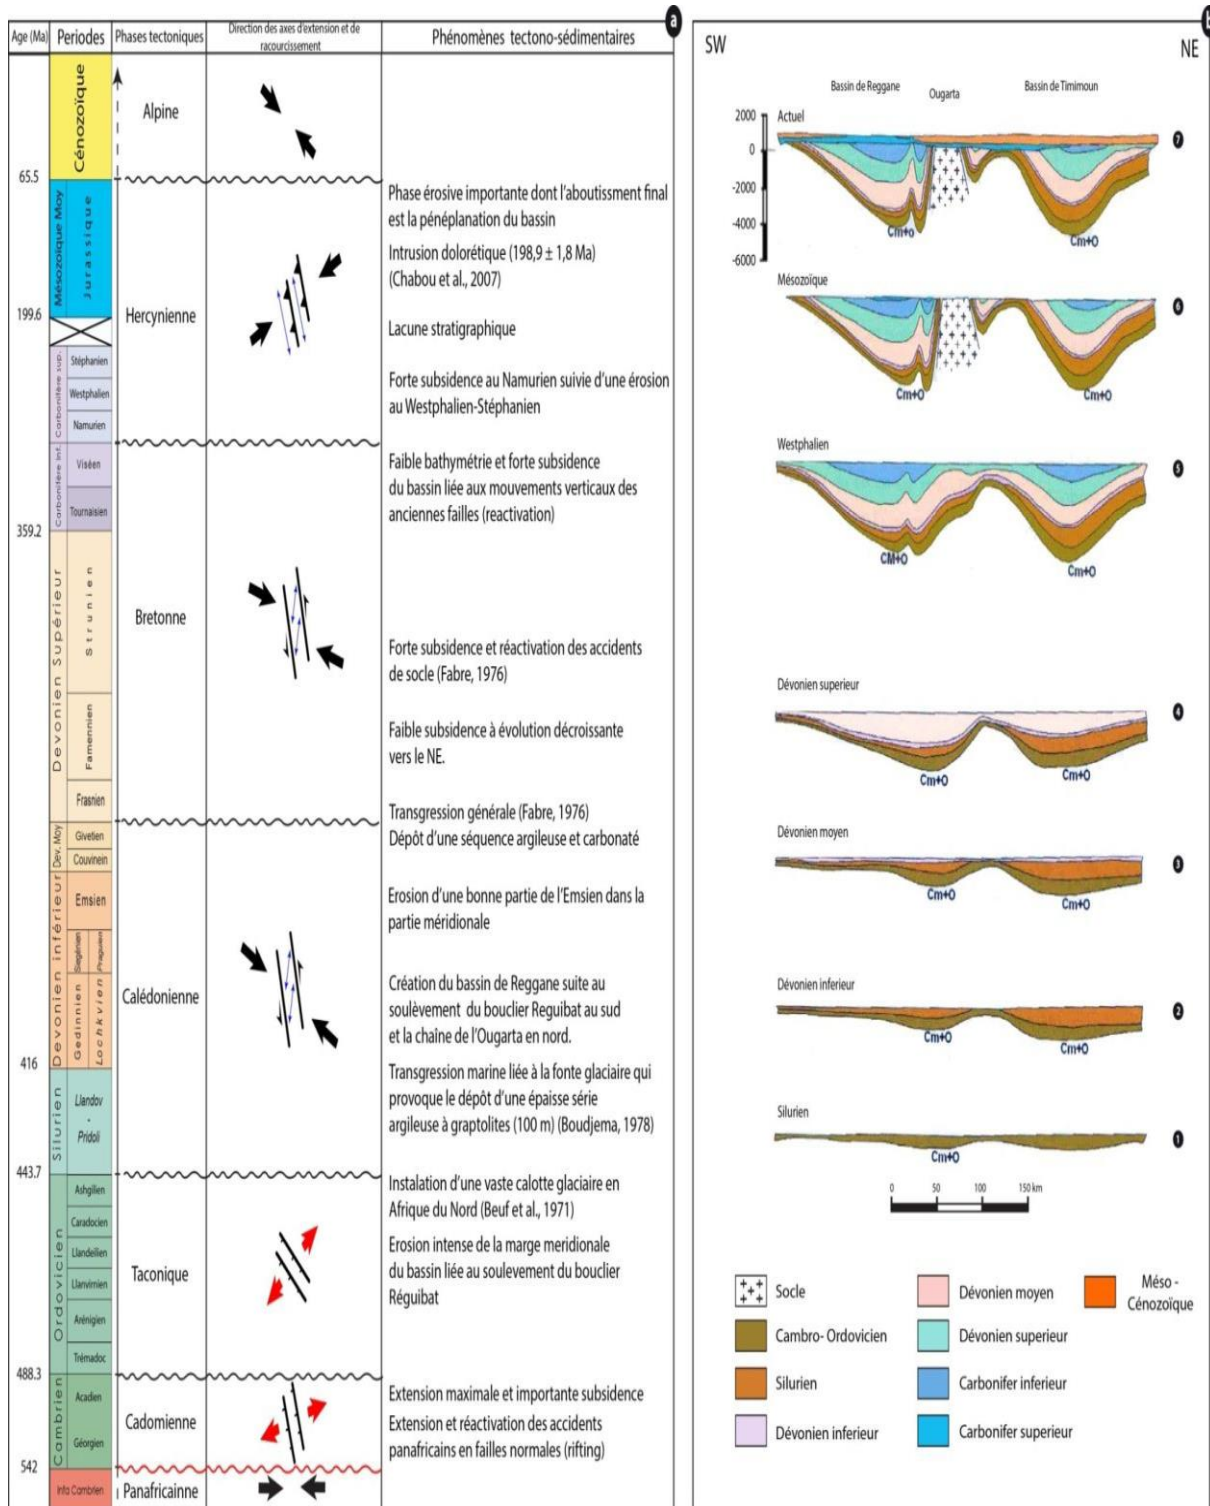 a
Age (Ma)
Periodes
Phases tectoniques
Direction des axes d'extension et de
racourcissement
Phénomènes tectono-sédimentaires
Cénozoïque
Alpine
65.5
Mésozoïque Moy
Jurassique
Hercynienne
Phase érosive importante dont l'aboutissment final
est la pénéplanation du bassin
Intrusion dolorétique (198,9 ± 1,8 Ma)
(Chabou et al., 2007)
199.6
Lacune stratigraphique
Carbonifère sup.
Stéphanien
Westphalien
Namurien
Forte subsidence au Namurien suivie d'une érosion
au Westphalien-Stéphanien
Carbonifère Inf.
Viséen
Tournaisien
Faible bathymétrie et forte subsidence
du bassin liée aux mouvements verticaux des
anciennes failles (reactivation)
359.2
Devonien Supérieur
Strunien
Famennien
Frasnien
Bretonne
Forte subsidence et réactivation des accidents
de socle (Fabre, 1976)
Faible subsidence à évolution décroissante
vers le NE.
Transgression générale (Fabre, 1976)
Dépôt d'une séquence argileuse et carbonaté
Dev. Moy
Givetien
Couvinein
Devonien inférieur
Emsien
Siegénien
Praguien
Gedinnien
Lochkvien
Calédonienne
Erosion d'une bonne partie de l'Emsien dans la
partie méridionale
Création du bassin de Reggane suite au
soulèvement du bouclier Reguibat au sud
et la chaîne de l'Ougarta en nord.
416
Silurien
Llandov
-
Pridoli
Transgression marine liée à la fonte glaciaire qui
provoque le dépôt d'une épaisse série
argileuse à graptolites (100 m) (Boudjema, 1978)
443.7
Ordovicien
Ashgilien
Caradocien
Llandeilien
Llanvirnien
Arénigien
Trémadoc
Taconique
Instalation d'une vaste calotte glaciaire en
Afrique du Nord (Beuf et al., 1971)
Erosion intense de la marge meridionale
du bassin liée au soulevement du bouclier
Réguibat
488.3
Cambrien
Acadien
Géorgien
Cadomienne
Extension maximale et importante subsidence
Extension et réactivation des accidents
panafricains en failles normales (rifting)
542
Infa Cambrien
Panafricainne
b
SW
NE
Bassin de Reggane
Ougarta
Bassin de Timimoun
Actuel
2000
0
-2000
-4000
-6000
Cm+o
Cm+O
7
Mésozoïque
Cm+O
Cm+O
6
Westphalien
CM+O
Cm+O
5
Dévonien superieur
Cm+O
Cm+O
4
Dévonien moyen
Cm+O
Cm+O
3
Dévonien inferieur
Cm+O
Cm+O
2
Silurien
Cm+O
1
0 50 100 150 km
Socle
Cambro- Ordovicien
Silurien
Dévonien inferieur
Dévonien moyen
Dévonien superieur
Carbonifer inferieur
Carbonifer superieur
Méso -
Cénozoïque